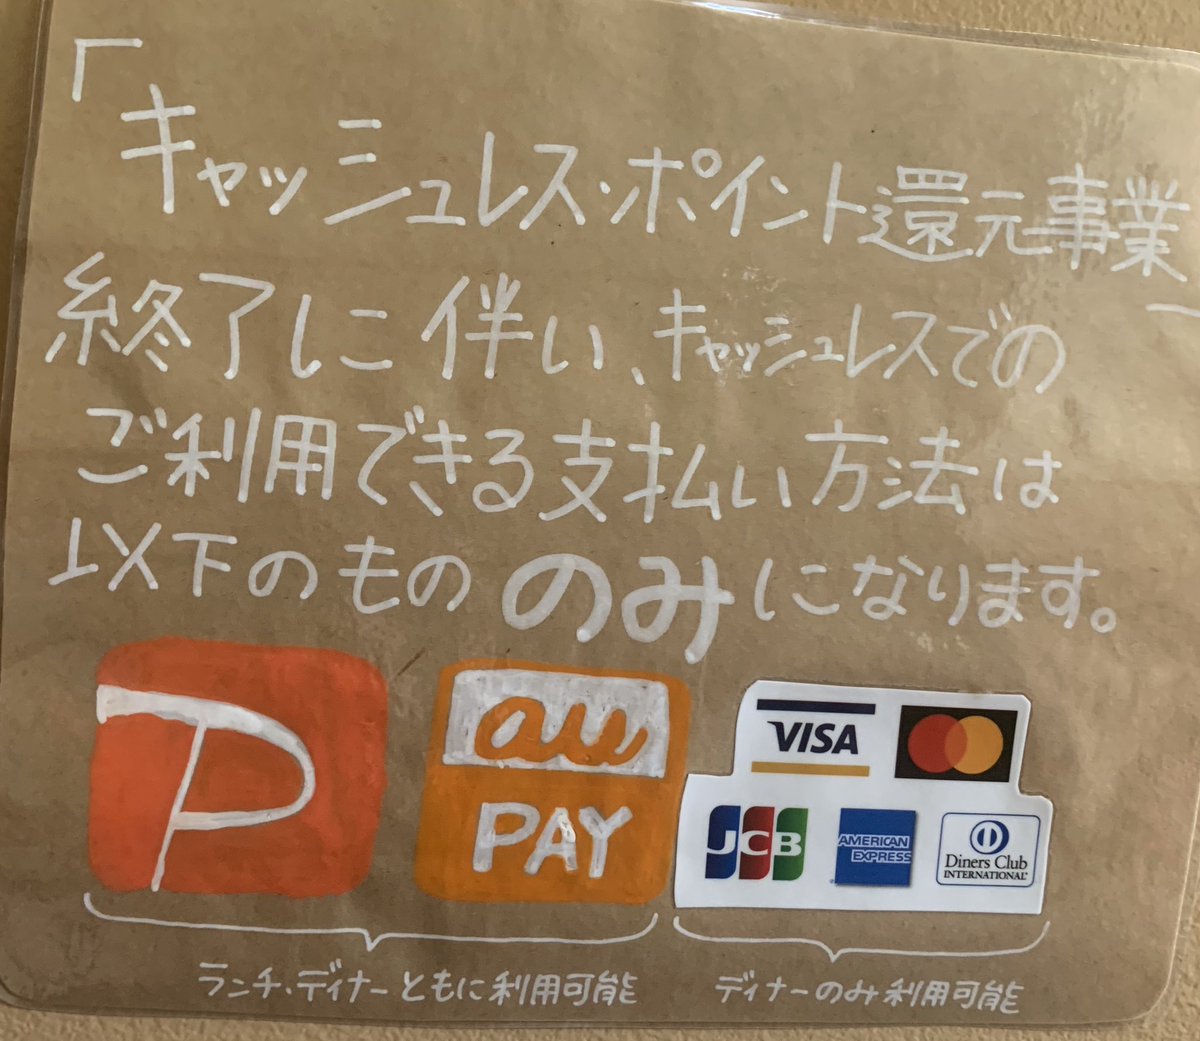 「キャッシュレス・ポイント還元事業」
終了に伴い、キャッシュレスでの
ご利用できる支払い方法は
以下のもののみになります。
P
au
PAY
VISA
JCB
AMERICAN
EXPRESS
Diners Club
INTERNATIONAL
ランチ・ディナーともに利用可能
ディナーのみ利用可能